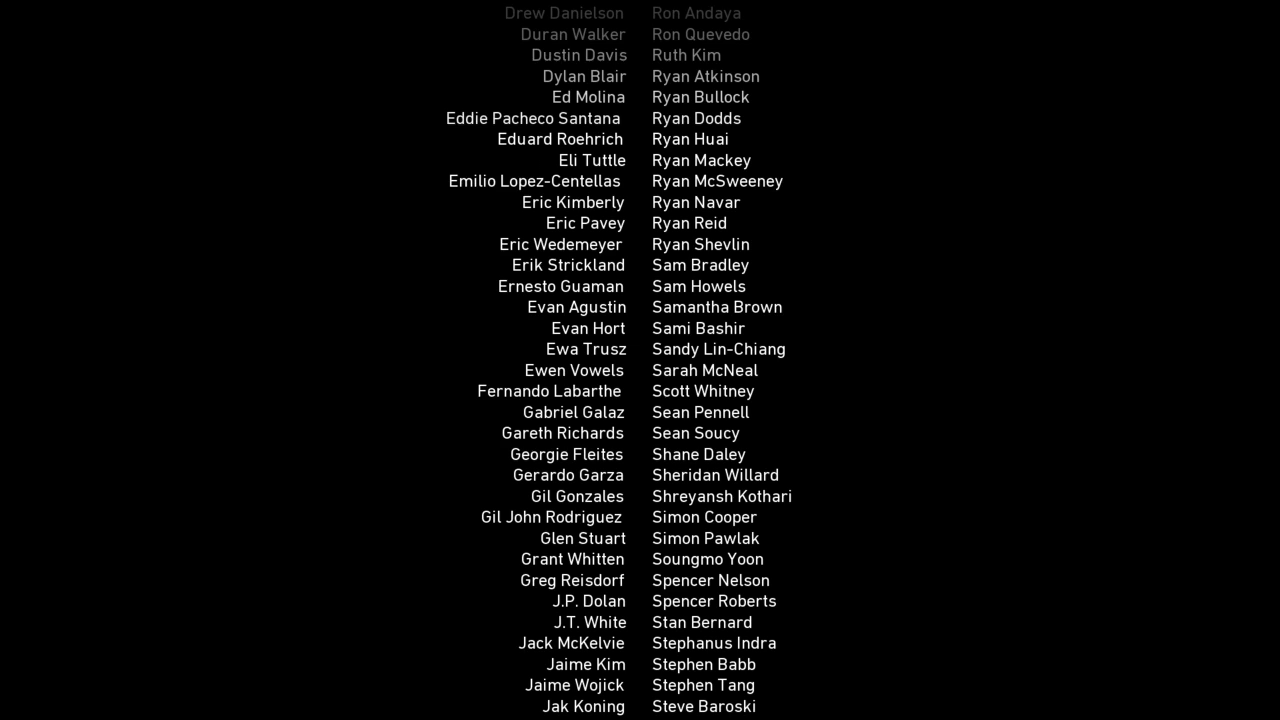 Drew Danielson Ron Andaya
Duran Walker Ron Quevedo
Dustin Davis Ruth Kim
Dylan Blair Ryan Atkinson
Ed Molina Ryan Bullock
Eddie Pacheco Santana Ryan Dodds
Eduard Roehrich Ryan Huai
Eli Tuttle Ryan Mackey
Emilio Lopez-Centellas Ryan McSweeney
Eric Kimberly Ryan Navar
Eric Pavey Ryan Reid
Eric Wedemeyer Ryan Shevlin
Erik Strickland Sam Bradley
Ernesto Guaman Sam Howels
Evan Agustin Samantha Brown
Evan Hort Sami Bashir
Ewa Trusz Sandy Lin-Chiang
Ewen Vowels Sarah McNeal
Fernando Labarthe Scott Whitney
Gabriel Galaz Sean Pennell
Gareth Richards Sean Soucy
Georgie Fleites Shane Daley
Gerardo Garza Sheridan Willard
Gil Gonzales Shreyansh Kothari
Gil John Rodriguez Simon Cooper
Glen Stuart Simon Pawlak
Grant Whitten Soungmo Yoon
Greg Reisdorf Spencer Nelson
J.P. Dolan Spencer Roberts
J.T. White Stan Bernard
Jack McKelvie Stephanus Indra
Jaime Kim Stephen Babb
Jaime Wojick Stephen Tang
Jak Koning Steve Baroski